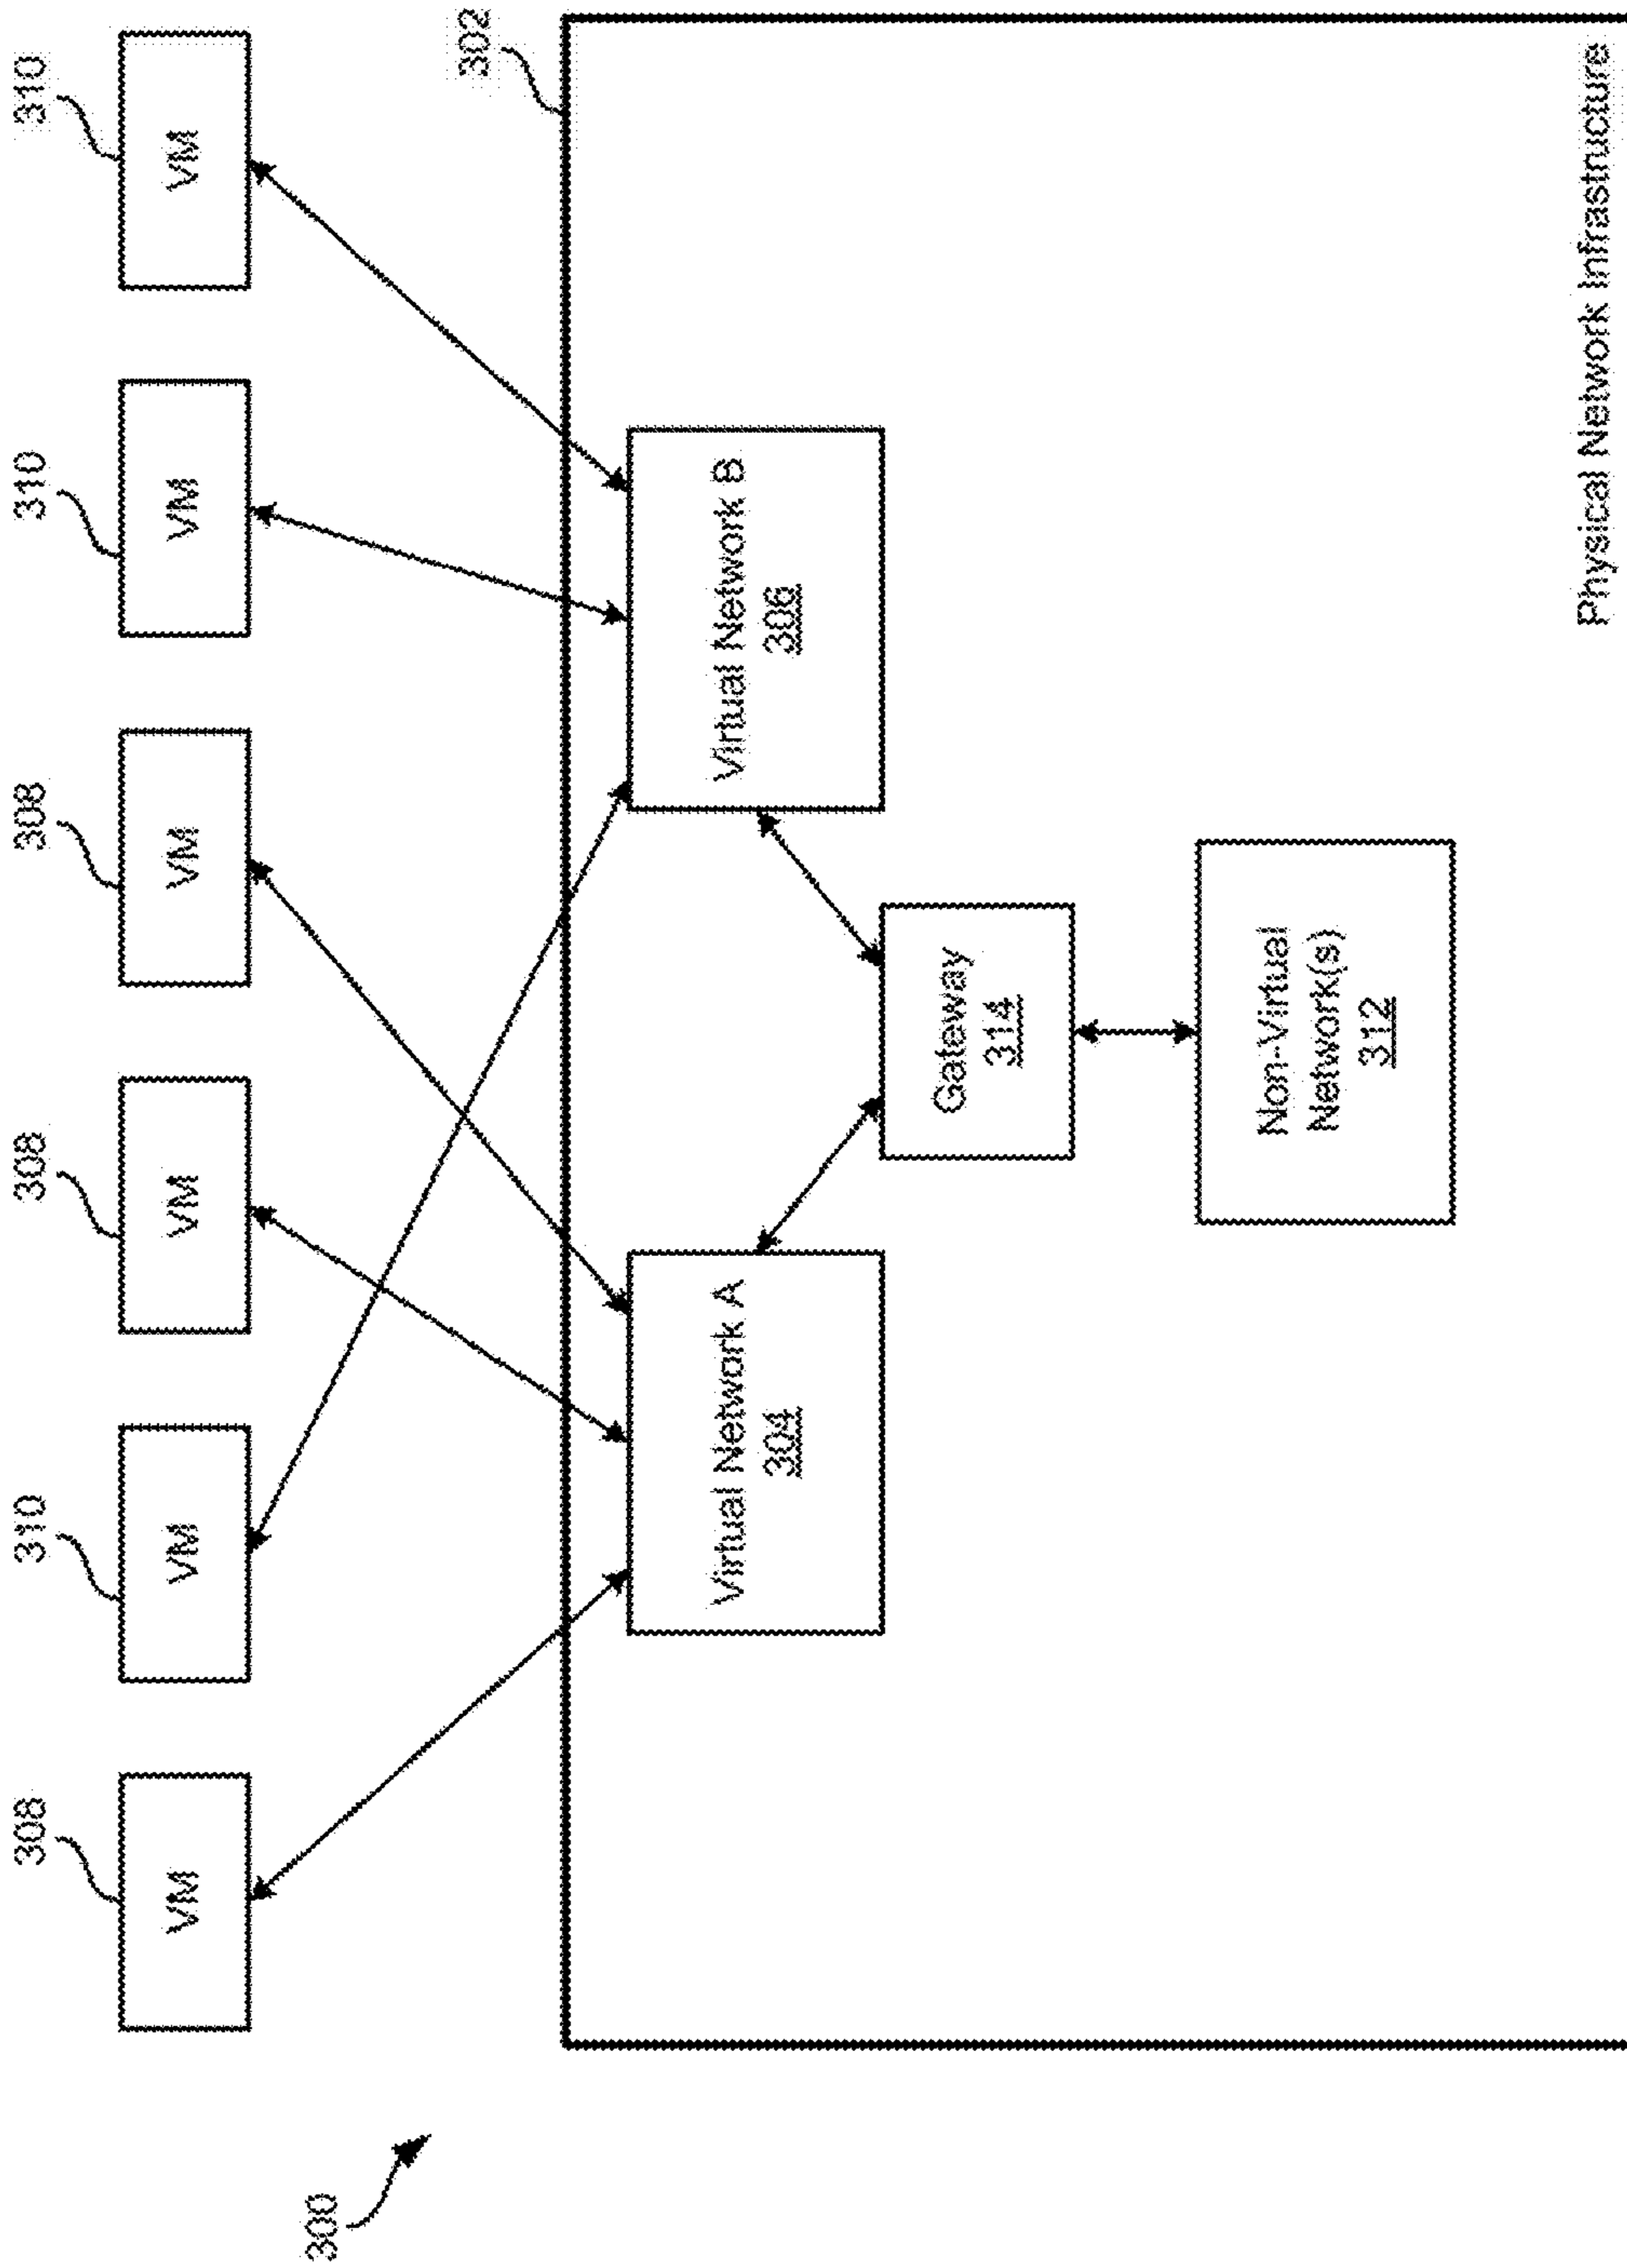 300
308
310
308
308
310
310
VM
VM
VM
VM
VM
VM
302
Virtual Network A
304
Virtual Network B
306
Gateway
314
Non-Virtual
Network(s)
312
Physical Network Infrastructure